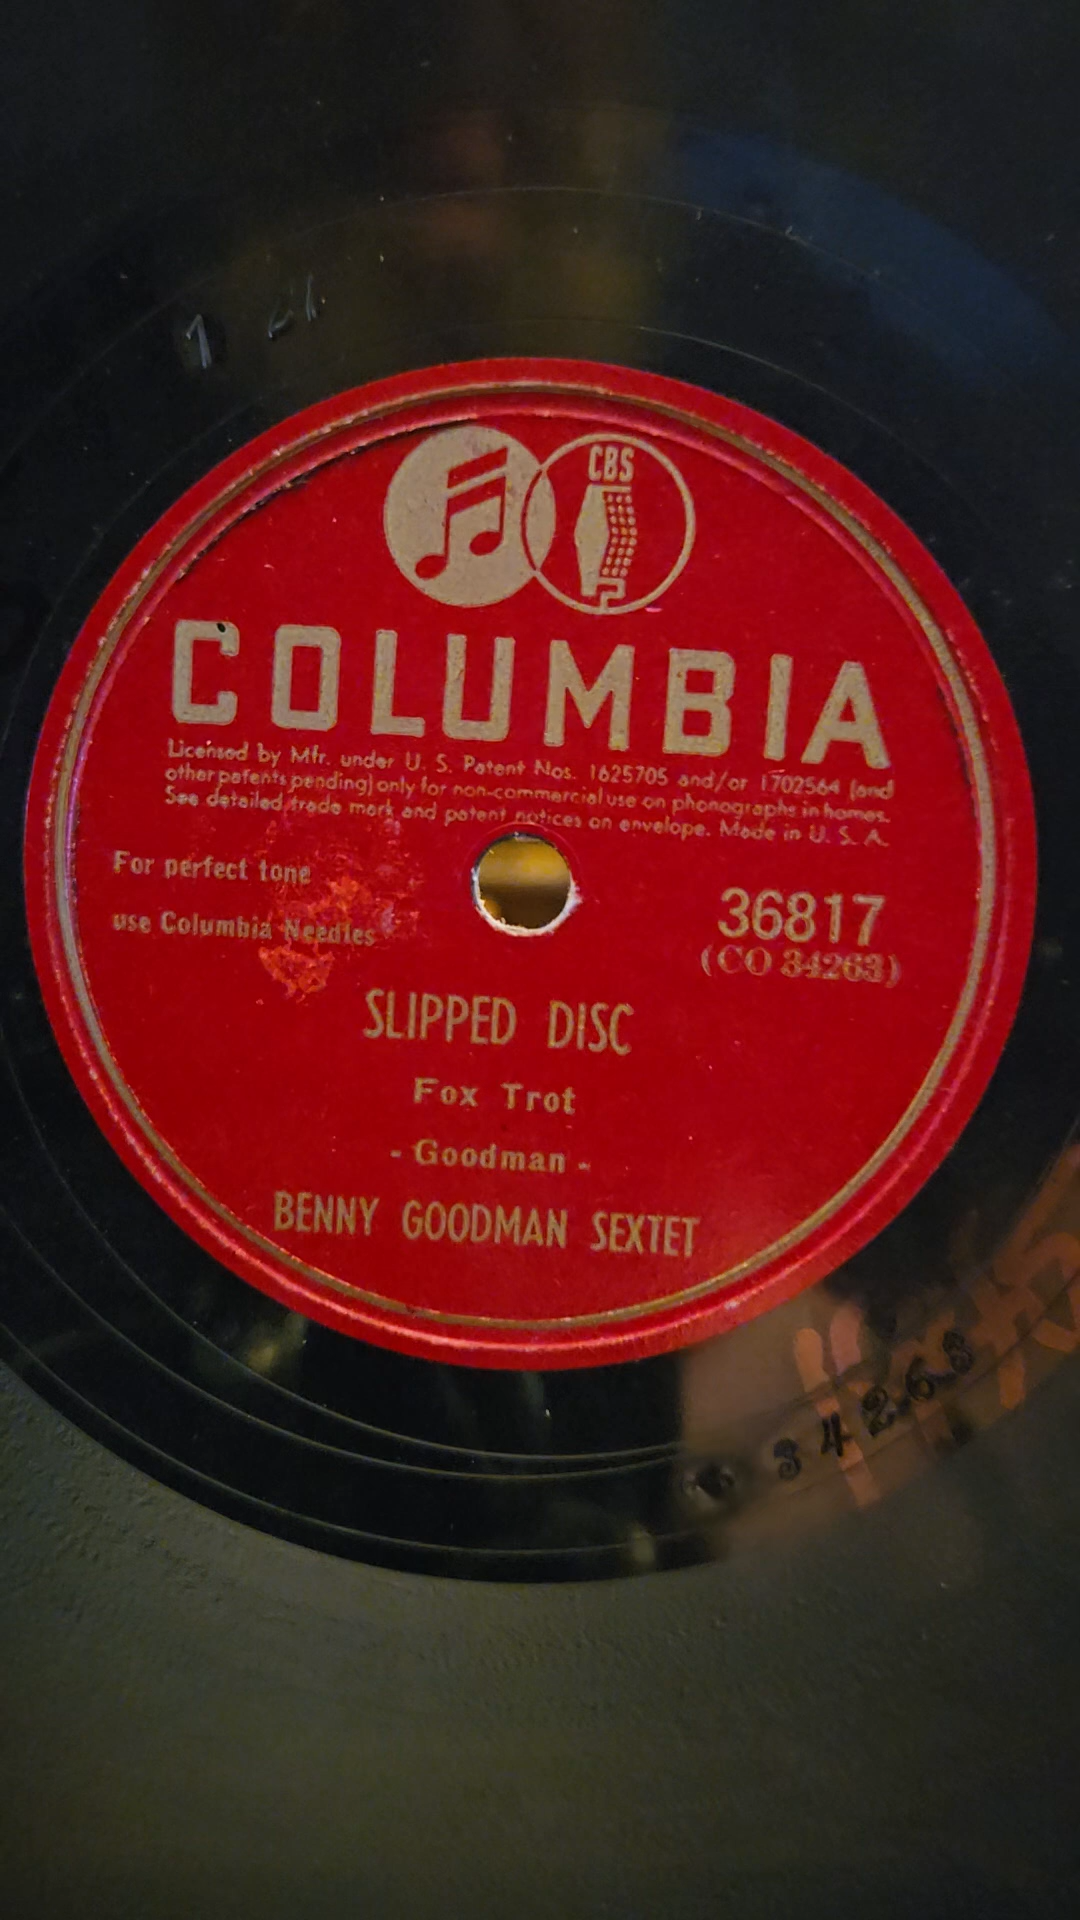 CBS
COLUMBIA
Licensed by Mfr. under U. S. Patent Nos. 1625705 and/or 1702564 (and
other patents pending) only for non-commercial use on phonographs in homes.
See detailed trade mark and patent notices on envelope. Made in U. S. A.
For perfect tone
use Columbia Needles
36817
(CO 34263)
SLIPPED DISC
Fox Trot
- Goodman -
BENNY GOODMAN SEXTET
34263